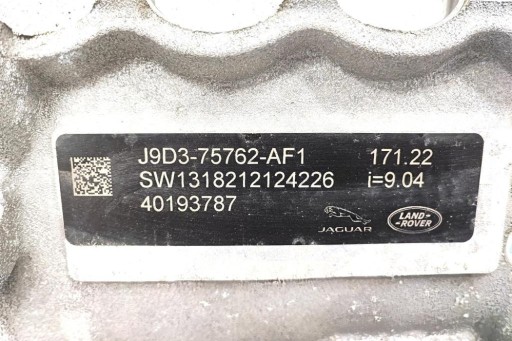 J9D3-75762-AF1 171.22
SW1318212124226 i=9.04
40193787
JAGUAR
LAND-
ROVER